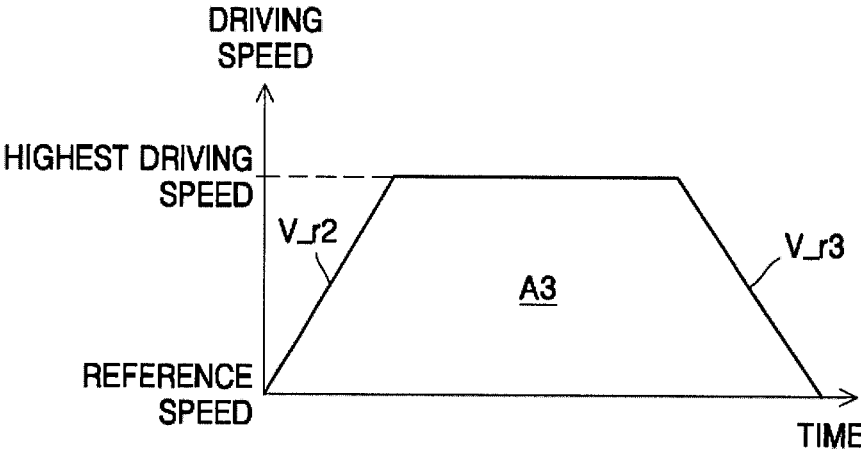 DRIVING
SPEED
HIGHEST DRIVING
SPEED
V_r2
V_r3
A3
REFERENCE
SPEED
TIME